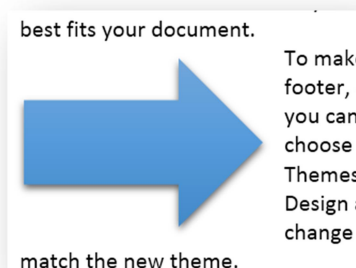 best fits your document.
To make
footer,
you can
choose
Themes
Design
change
match the new theme.